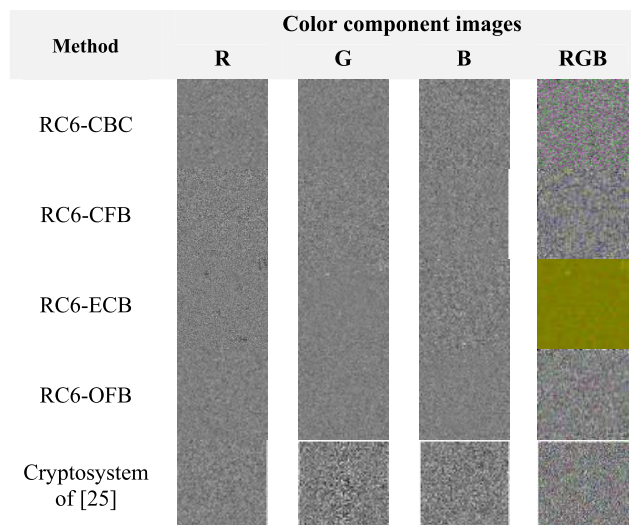 Method
Color component images
R G B RGB
RC6-CBC
RC6-CFB
RC6-ECB
RC6-OFB
Cryptosystem
of [25]